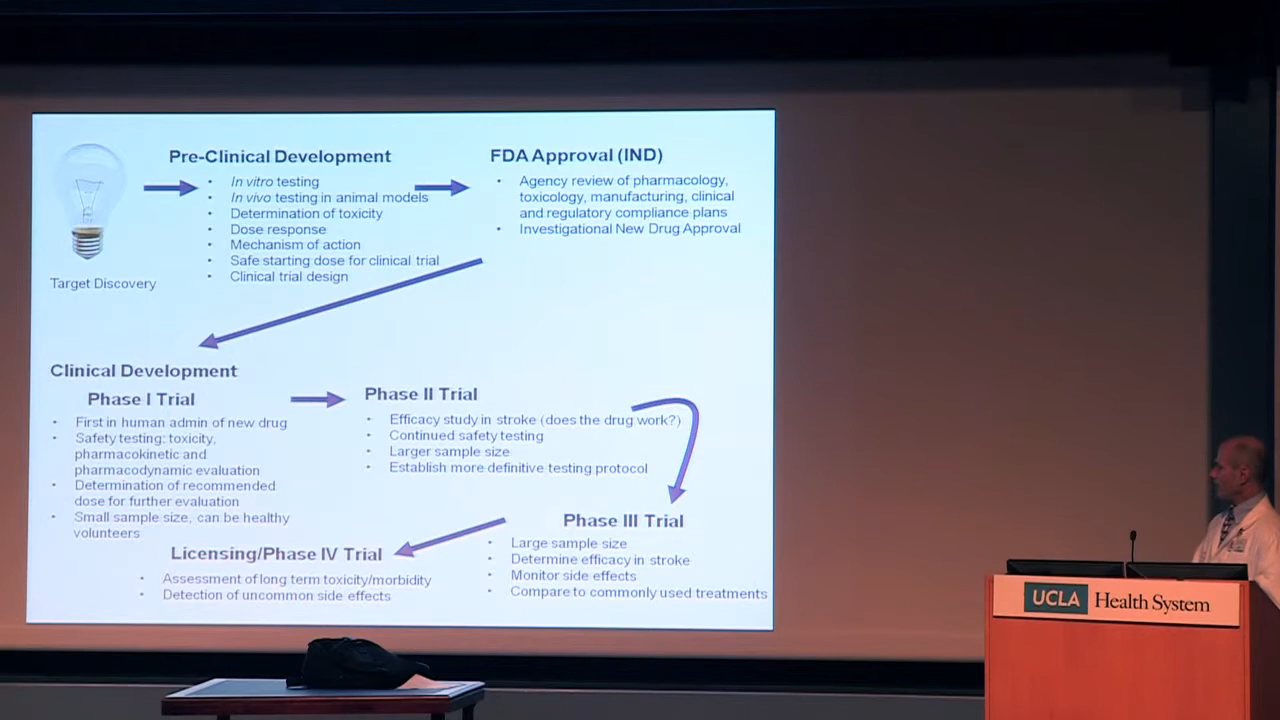 Pre-Clinical Development
• In vitro testing
• In vivo testing in animal models
• Determination of toxicity
• Dose response
• Mechanism of action
• Safe starting dose for clinical trial
• Clinical trial design
FDA Approval (IND)
• Agency review of pharmacology,
toxicology, manufacturing, clinical
and regulatory compliance plans
• Investigational New Drug Approval
Target Discovery
Clinical Development
Phase I Trial
• First in human admin of new drug
• Safety testing: toxicity,
pharmacokinetic and
pharmacodynamic evaluation
• Determination of recommended
dose for further evaluation
• Small sample size, can be healthy
volunteers
Phase II Trial
• Efficacy study in stroke (does the drug work?)
• Continued safety testing
• Larger sample size
• Establish more definitive testing protocol
Phase III Trial
• Large sample size
• Determine efficacy in stroke
• Monitor side effects
• Compare to commonly used treatments
Licensing/Phase IV Trial
• Assessment of long term toxicity/morbidity
• Detection of uncommon side effects
UCLA Health System